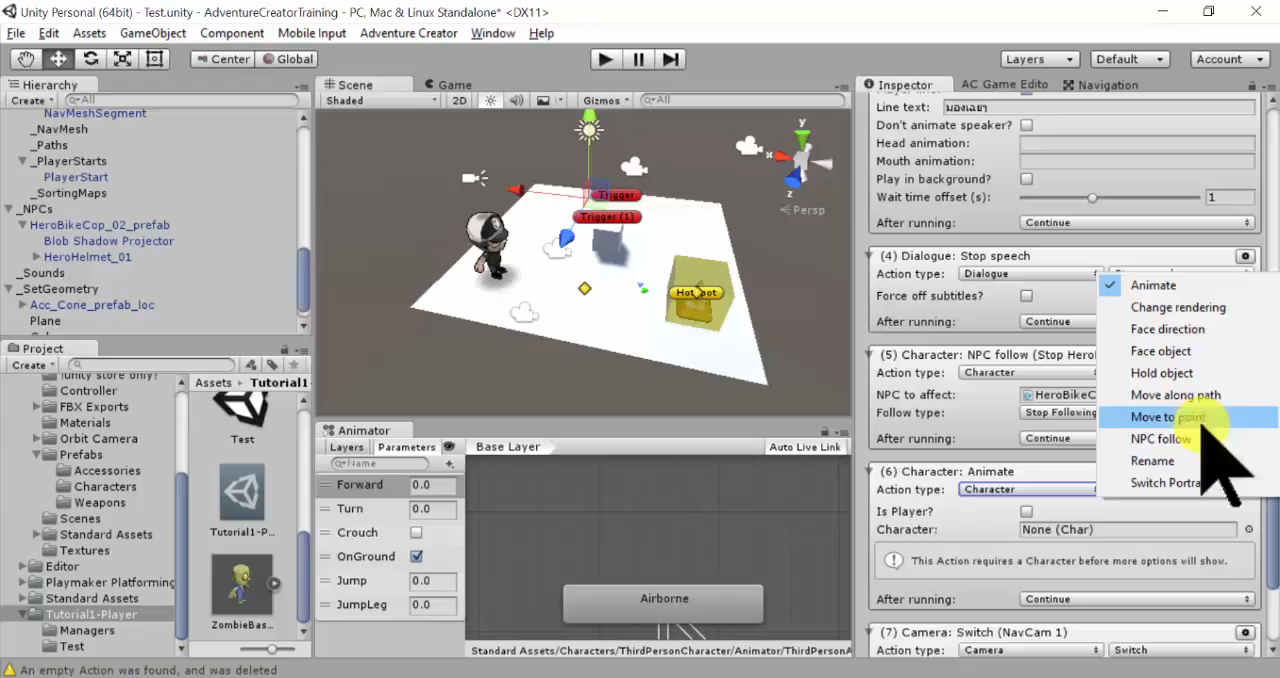 Unity Personal (64bit) - Test.unity - AdventureCreatorTraining - PC, Mac & Linux Standalone* <DX11>
File Edit Assets GameObject Component Mobile Input Adventure Creator Window Help
Center Global Layers Default Account
Hierarchy
Create All
NavMeshSegment
_NavMesh
_Paths
_PlayerStarts
PlayerStart
_SortingMaps
_NPCs
HeroBikeCop_02_prefab
Blob Shadow Projector
HeroHelmet_01
_Sounds
_SetGeometry
Acc_Cone_prefab_loc
Plane
Scene Game
Shaded 2D Gizmos All
y
x
z
Persp
Trigger
Trigger (1)
Inspector AC Game Edito Navigation
Line text: มองเฉยๆ
Don't animate speaker?
Head animation:
Mouth animation:
Play in background?
Wait time offset (s): 1
After running: Continue
(4) Dialogue: Stop speech
Action type: Dialogue
Force off subtitles?
After running: Continue
(5) Character: NPC follow (Stop Hero
Action type: Character
NPC to affect: HeroBikeC
Follow type: Stop Following
After running: Continue
(6) Character: Animate
Action type: Character
Is Player?
Character: None (Char)
This Action requires a Character before more options will show.
After running: Continue
(7) Camera: Switch (NavCam 1)
Action type: Camera Switch
Animate
Change rendering
Face direction
Face object
Hold object
Move along path
Move to point
NPC follow
Rename
Switch Portra
Project
Create
Assets Tutorial1-
Controller
FBX Exports
Materials
Orbit Camera
Prefabs
Accessories
Characters
Weapons
Scenes
Standard Assets
Textures
Editor
Playmaker Platforming
Standard Assets
Tutorial1-Player
Managers
Test
Test
Tutorial1-P...
ZombieBas...
Animator
Layers Parameters Base Layer Auto Live Link
Name
Forward 0.0
Turn 0.0
Crouch
OnGround
Jump 0.0
JumpLeg 0.0
Airborne
Standard Assets/Characters/ThirdPersonCharacter/Animator/ThirdPersonA
An empty Action was found, and was deleted